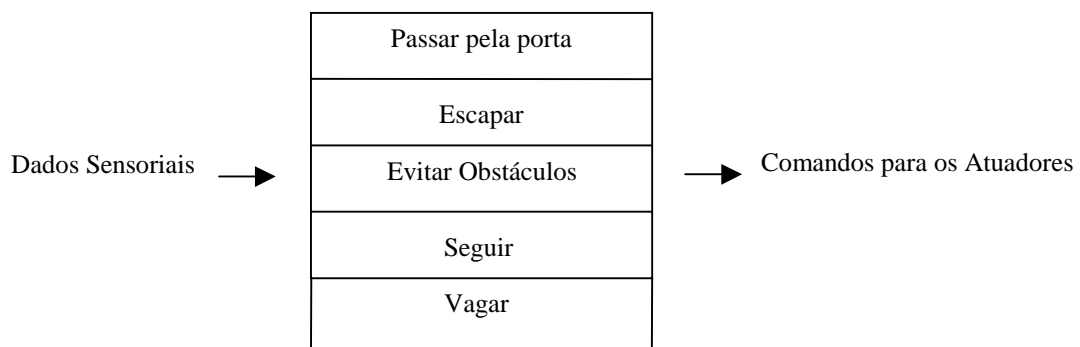 Passar pela porta
Escapar
Dados Sensoriais
Evitar Obstáculos
Comandos para os Atuadores
Seguir
Vagar